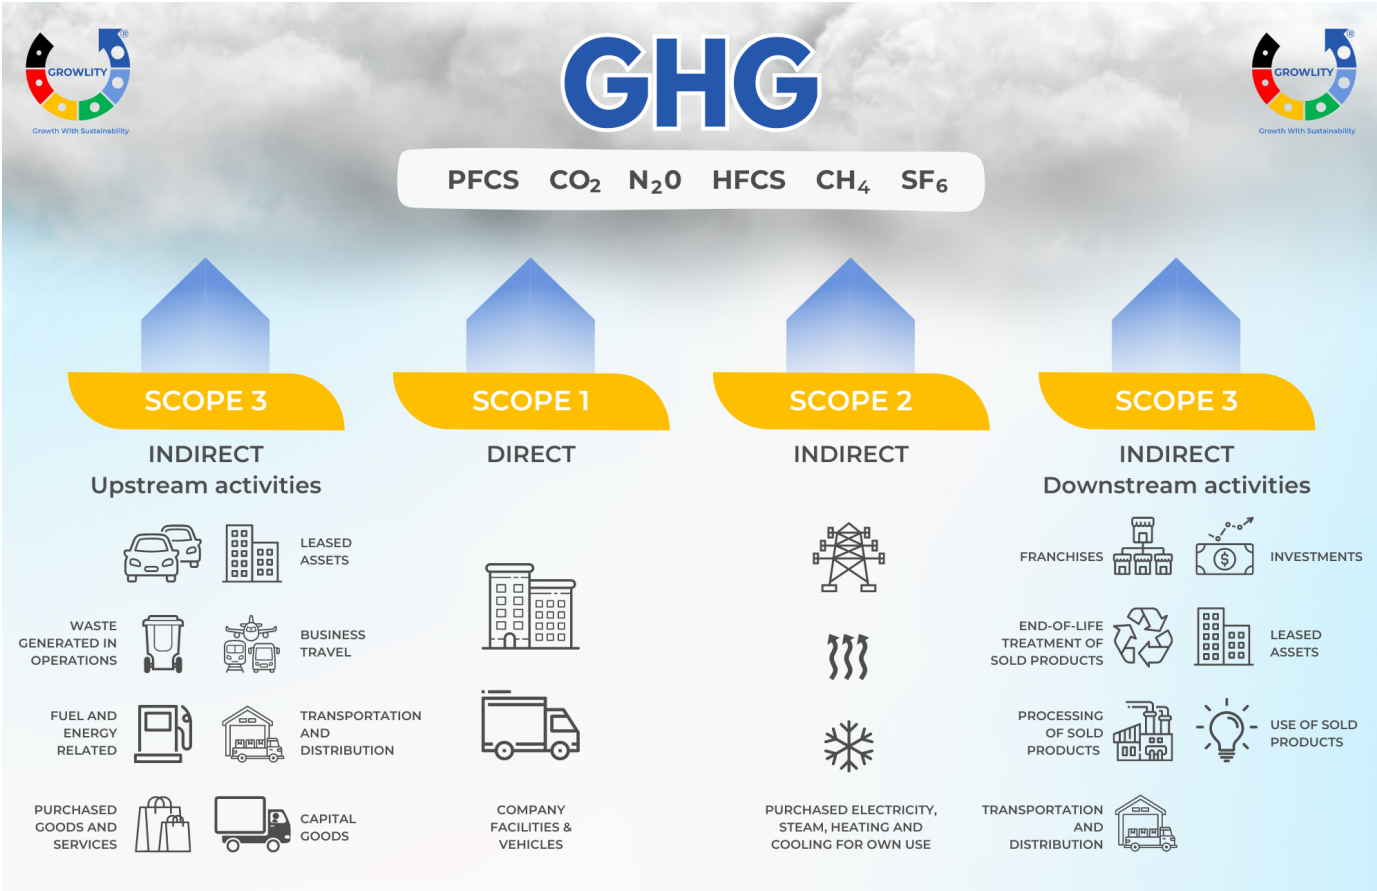 GROWLITY
®
Growth With Sustainability
GHG
GROWLITY
®
Growth With Sustainability
PFCS CO₂ N₂0 HFCS CH₄ SF₆
SCOPE 3
INDIRECT
Upstream activities
LEASED
ASSETS
WASTE
GENERATED IN
OPERATIONS
BUSINESS
TRAVEL
FUEL AND
ENERGY
RELATED
TRANSPORTATION
AND
DISTRIBUTION
PURCHASED
GOODS AND
SERVICES
CAPITAL
GOODS
SCOPE 1
DIRECT
COMPANY
FACILITIES &
VEHICLES
SCOPE 2
INDIRECT
PURCHASED ELECTRICITY,
STEAM, HEATING AND
COOLING FOR OWN USE
SCOPE 3
INDIRECT
Downstream activities
FRANCHISES
$
INVESTMENTS
END-OF-LIFE
TREATMENT OF
SOLD PRODUCTS
LEASED
ASSETS
PROCESSING
OF SOLD
PRODUCTS
USE OF SOLD
PRODUCTS
TRANSPORTATION
AND
DISTRIBUTION